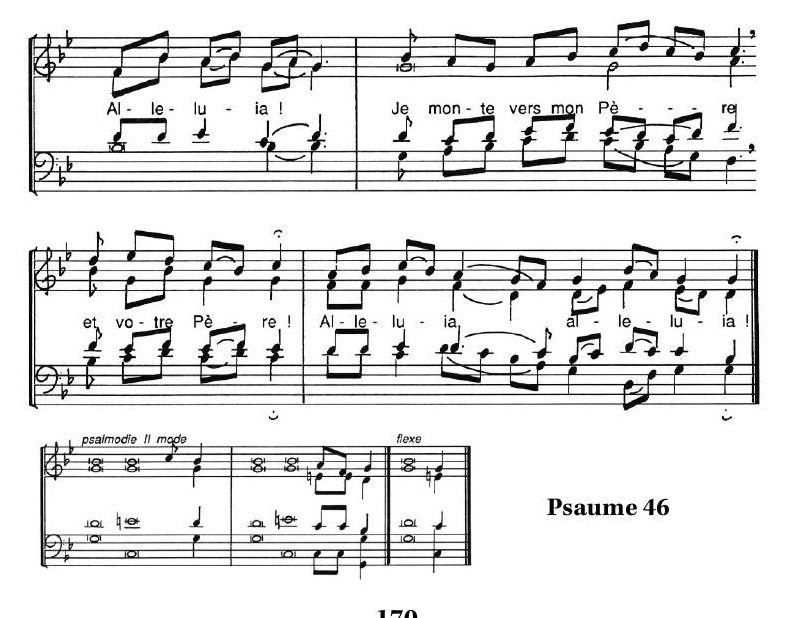 Al - le - lu - ia ! Je mon - te vers mon Pè - - - re
et vo - tre Pè - re ! Al - le - lu - ia, al - le - lu - ia !
psalmodie II mode flexe
Psaume 46
170